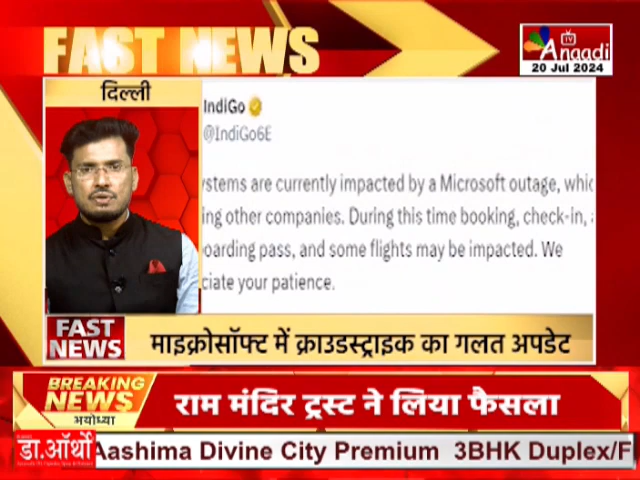 FAST NEWS
TV
Anaadi
20 Jul 2024
दिल्ली
IndiGo
@IndiGo6E
ystems are currently impacted by a Microsoft outage, whic
ing other companies. During this time booking, check-in,
oarding pass, and some flights may be impacted. We
ciate your patience.
FAST
NEWS
माइक्रोसॉफ्ट में क्राउडस्ट्राइक का गलत अपडेट
BREAKING
NEWS
अयोध्या
राम मंदिर ट्रस्ट ने लिया फैसला
डा.ऑर्थो
Aashima Divine City Premium 3BHK Duplex/F